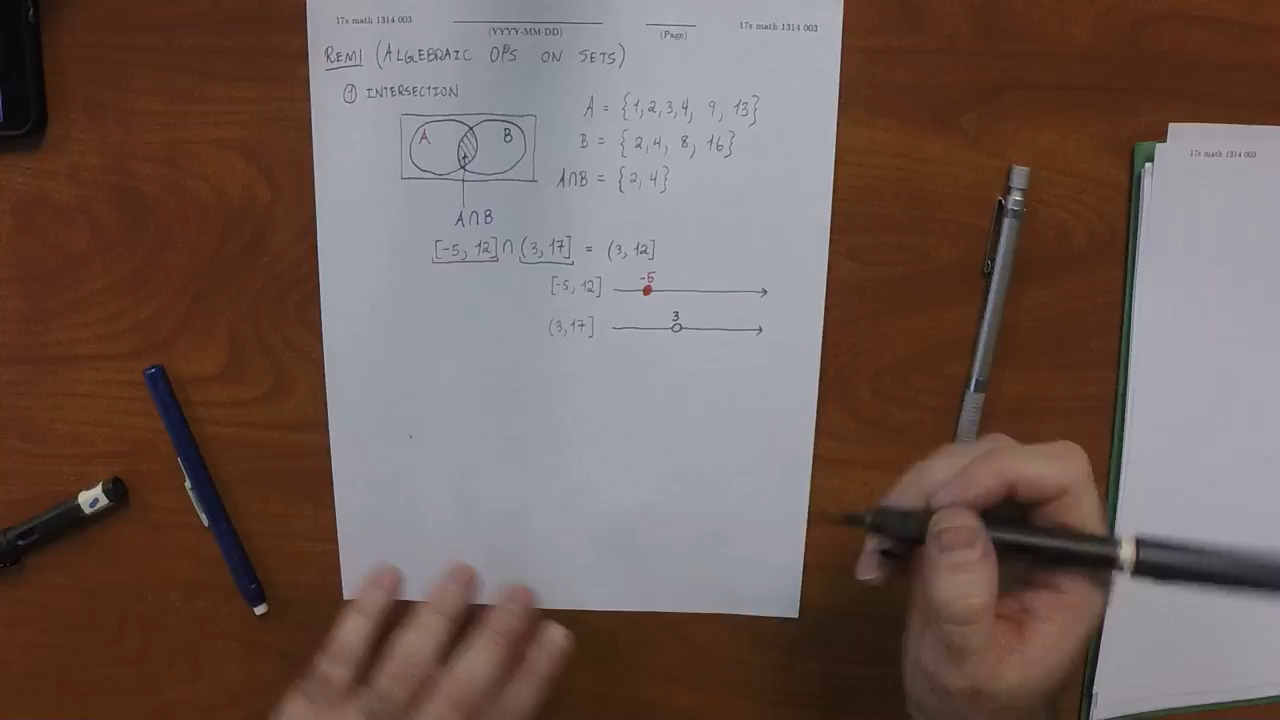 17s math 1314 003
17s math 1314 003
(YYYY-MM-DD)
(Page)
REM1 (ALGEBRAIC OPS ON SETS)
① INTERSECTION
A B
A∩B
A = {1,2,3,4, 9, 13}
B = {2,4, 8, 16}
A∩B = {2, 4}
[-5, 12] ∩ (3, 17] = (3, 12]
[-5, 12] -5
(3, 17] 3
17s math 1314 003